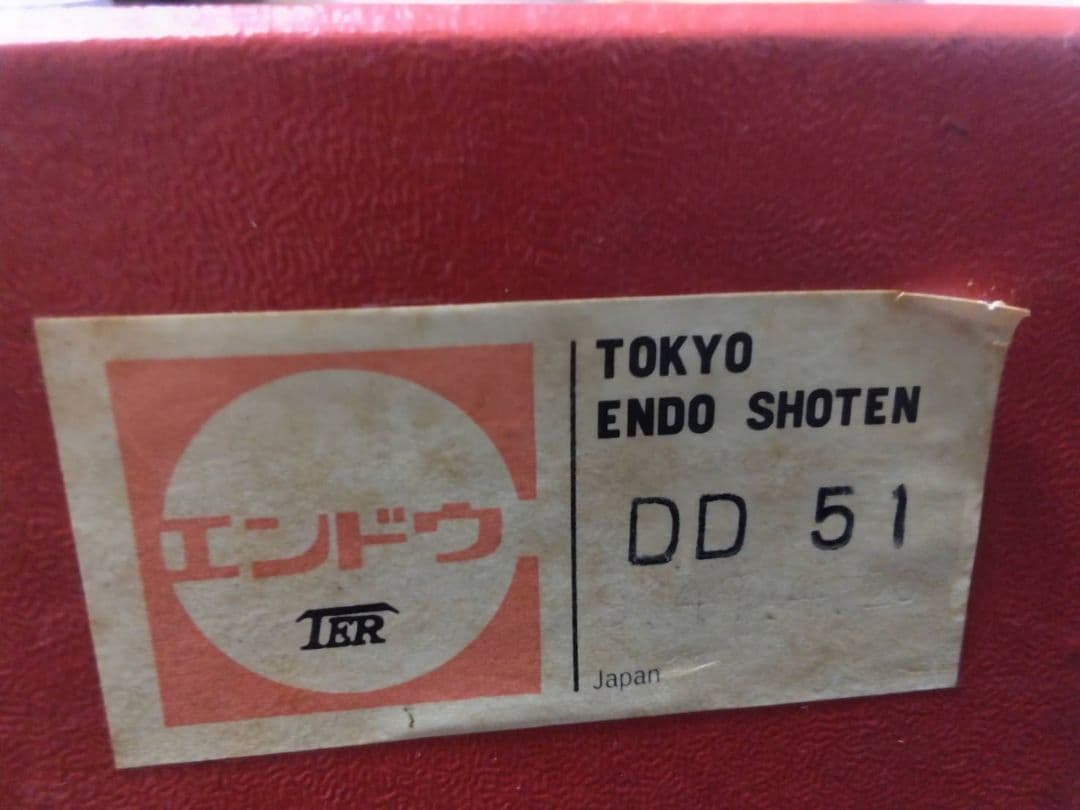 エンドウ
TER
TOKYO
ENDO SHOTEN
DD 51
Japan